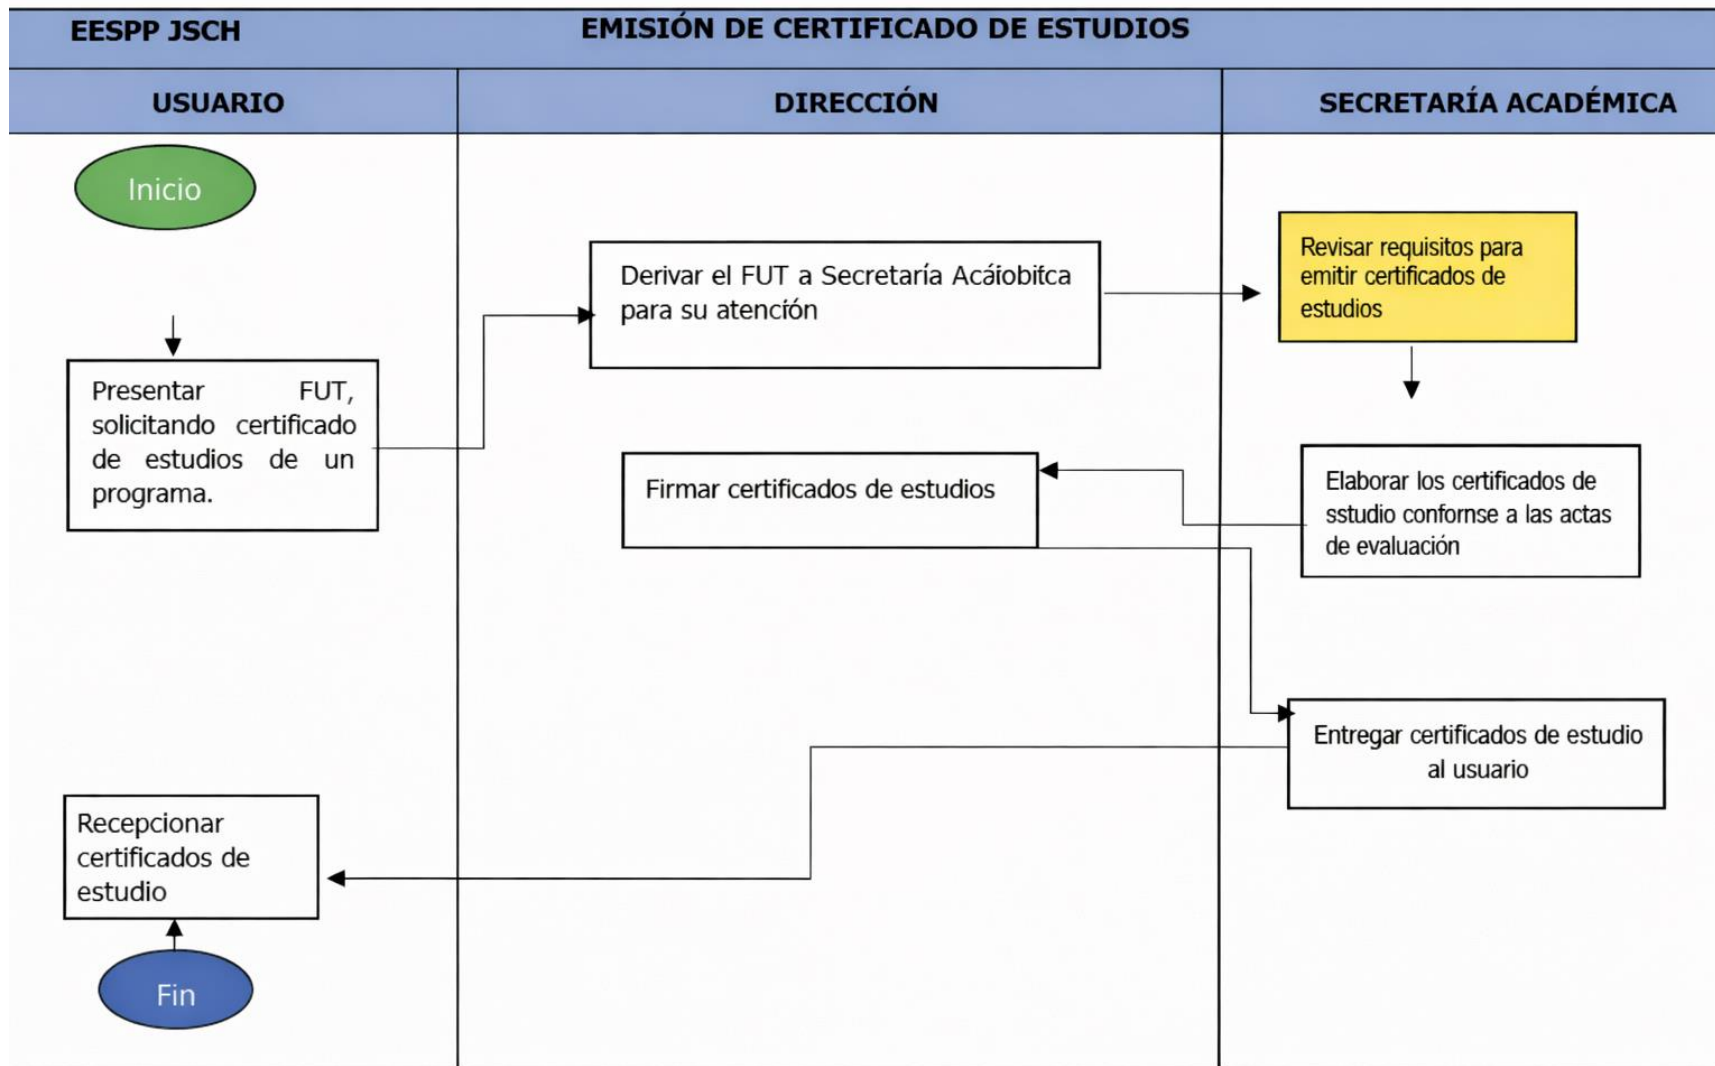 EESPP JSCH
EMISIÓN DE CERTIFICADO DE ESTUDIOS
USUARIO
DIRECCIÓN
SECRETARÍA ACADÉMICA
Inicio
Presentar FUT,
solicitando certificado
de estudios de un
programa.
Derivar el FUT a Secretaría Acáíobiíca
para su atención
Revisar requisitos para
emitir certificados de
estudios
Elaborar los certificados de
sstudio confornse a las actas
de evaluación
Firmar certificados de estudios
Entregar certificados de estudio
al usuario
Recepcionar
certificados de
estudio
Fin